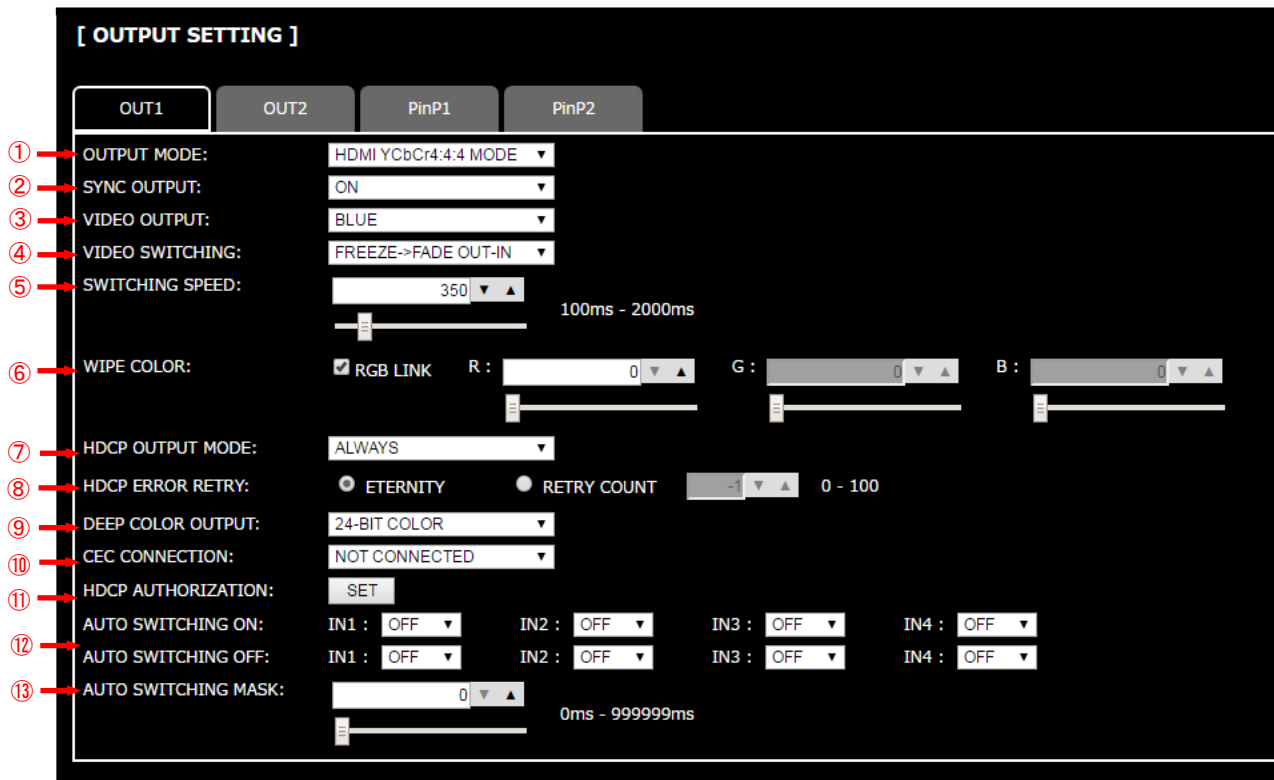 [ OUTPUT SETTING ]
OUT1 OUT2 PinP1 PinP2
① OUTPUT MODE: HDMI YCbCr4:4:4 MODE ▼
② SYNC OUTPUT: ON ▼
③ VIDEO OUTPUT: BLUE ▼
④ VIDEO SWITCHING: FREEZE->FADE OUT-IN ▼
⑤ SWITCHING SPEED: 350 ▼ ▲ 100ms - 2000ms
⑥ WIPE COLOR: RGB LINK R : 0 ▼ ▲ G : 0 ▼ ▲ B : 0 ▼ ▲
⑦ HDCP OUTPUT MODE: ALWAYS ▼
⑧ HDCP ERROR RETRY: ETERNITY RETRY COUNT -1 ▼ ▲ 0 - 100
⑨ DEEP COLOR OUTPUT: 24-BIT COLOR ▼
⑩ CEC CONNECTION: NOT CONNECTED ▼
⑪ HDCP AUTHORIZATION: SET
AUTO SWITCHING ON: IN1 : OFF ▼ IN2 : OFF ▼ IN3 : OFF ▼ IN4 : OFF ▼
⑫
AUTO SWITCHING OFF: IN1 : OFF ▼ IN2 : OFF ▼ IN3 : OFF ▼ IN4 : OFF ▼
⑬ AUTO SWITCHING MASK: 0 ▼ ▲ 0ms - 999999ms